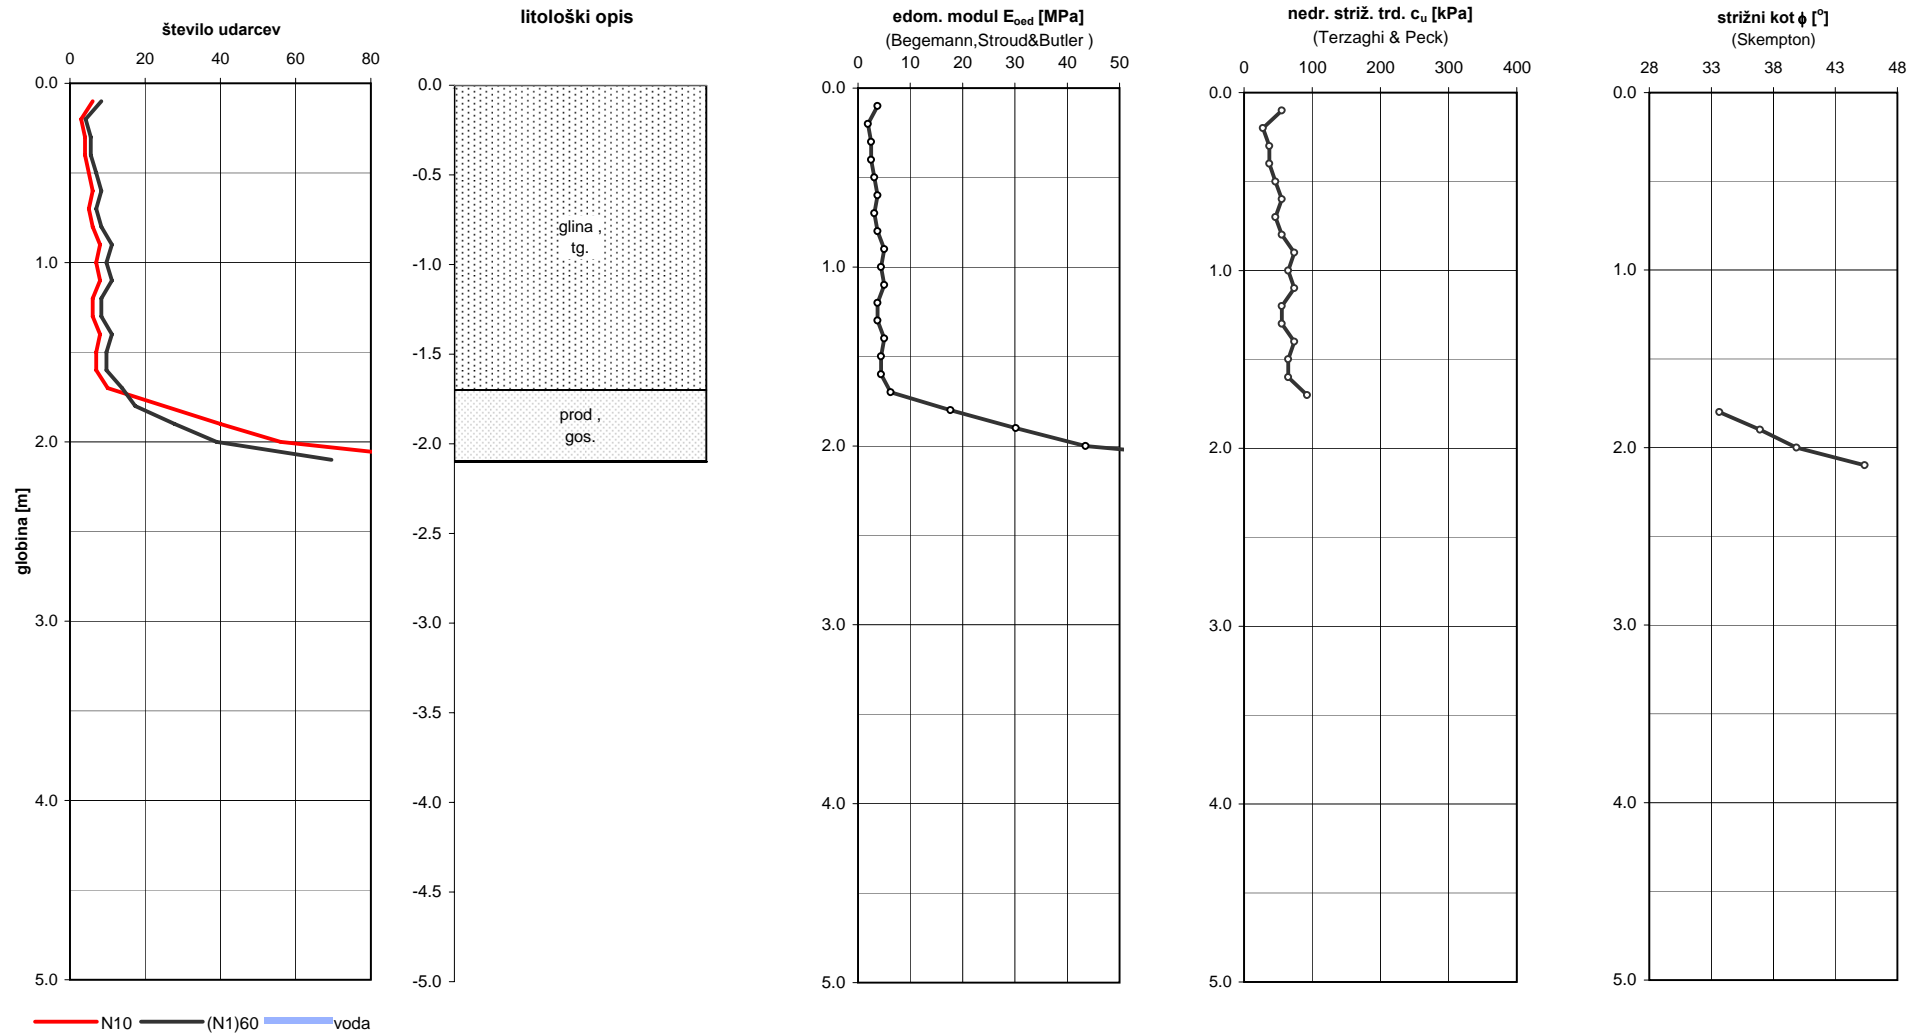 število udarcev
0 20 40 60 80
0.0
1.0
2.0
3.0
4.0
5.0
globina [m]
N10 (N1)60 voda
litološki opis
0.0
-0.5
-1.0
-1.5
-2.0
-2.5
-3.0
-3.5
-4.0
-4.5
-5.0
glina ,
tg.
prod ,
gos.
edom. modul Eoed [MPa]
(Begemann,Stroud&Butler )
0 10 20 30 40 50
0.0
1.0
2.0
3.0
4.0
5.0
nedr. striž. trd. cu [kPa]
(Terzaghi & Peck)
0 100 200 300 400
0.0
1.0
2.0
3.0
4.0
5.0
strižni kot ϕ [°]
(Skempton)
28 33 38 43 48
0.0
1.0
2.0
3.0
4.0
5.0